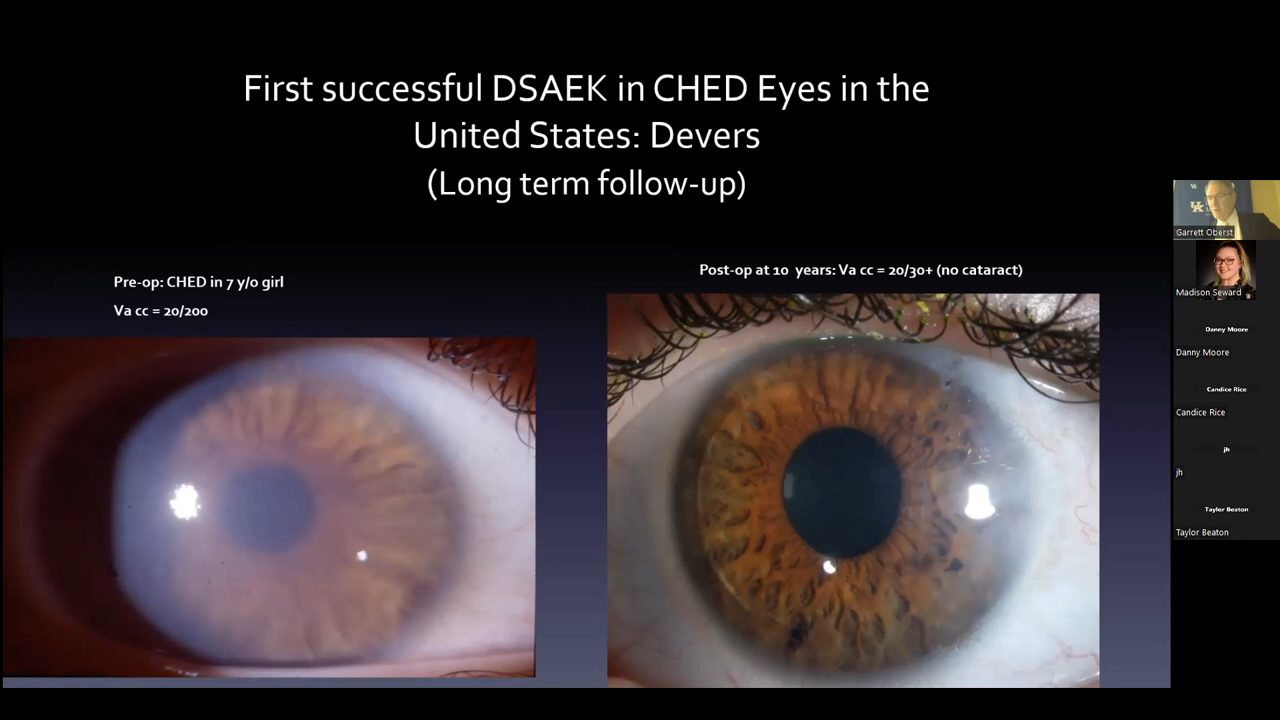 First successful DSAEK in CHED Eyes in the
United States: Devers
(Long term follow-up)
Pre-op: CHED in 7 y/o girl
Va cc = 20/200
Post-op at 10 years: Va cc = 20/30+ (no cataract)
Garrett Oberst
Madison Seward
Danny Moore
Danny Moore
Candice Rice
Candice Rice
jh
jh
Taylor Beaton
Taylor Beaton